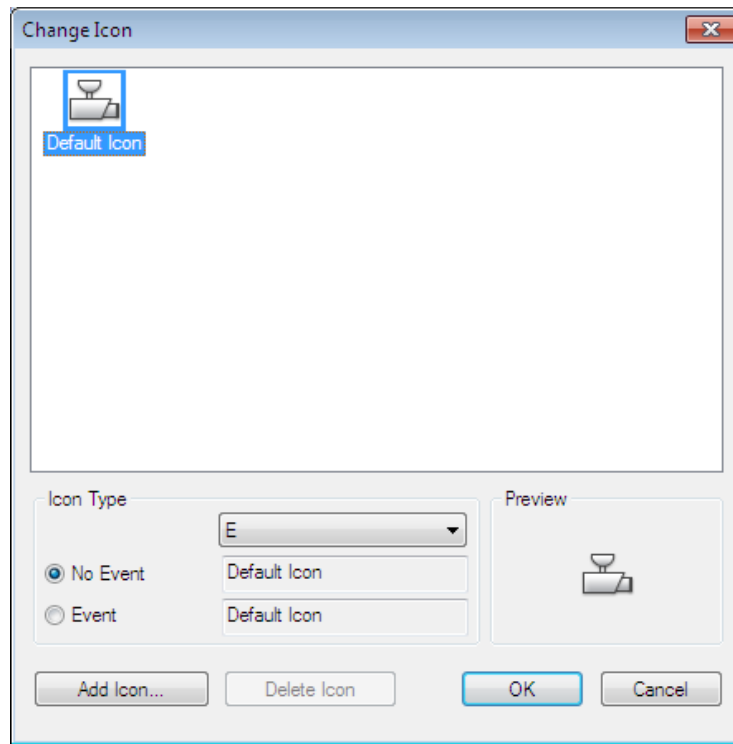 Change Icon
Default Icon
Icon Type
Preview
E
No Event
Default Icon
Event
Default Icon
Add Icon...
Delete Icon
OK
Cancel